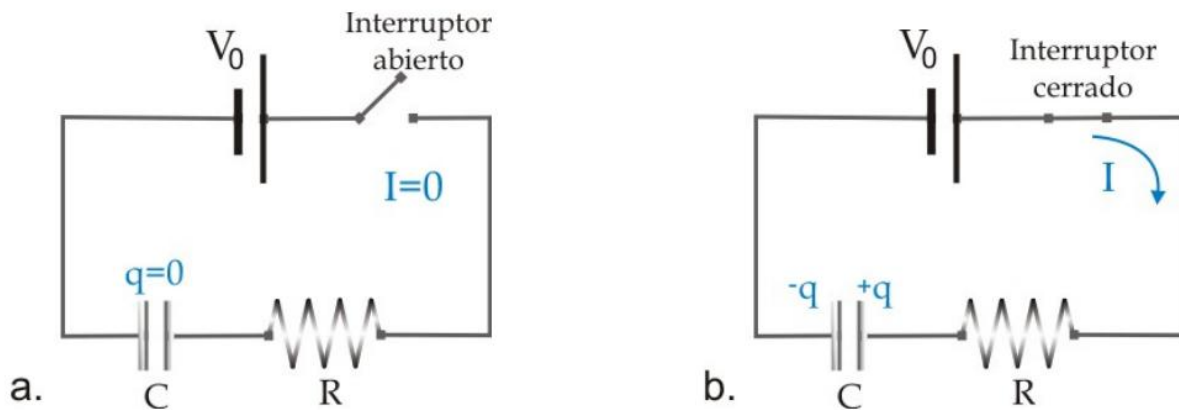 V₀
Interruptor
abierto
I=0
q=0
C
R
a.
V₀
Interruptor
cerrado
I
-q
+q
C
R
b.